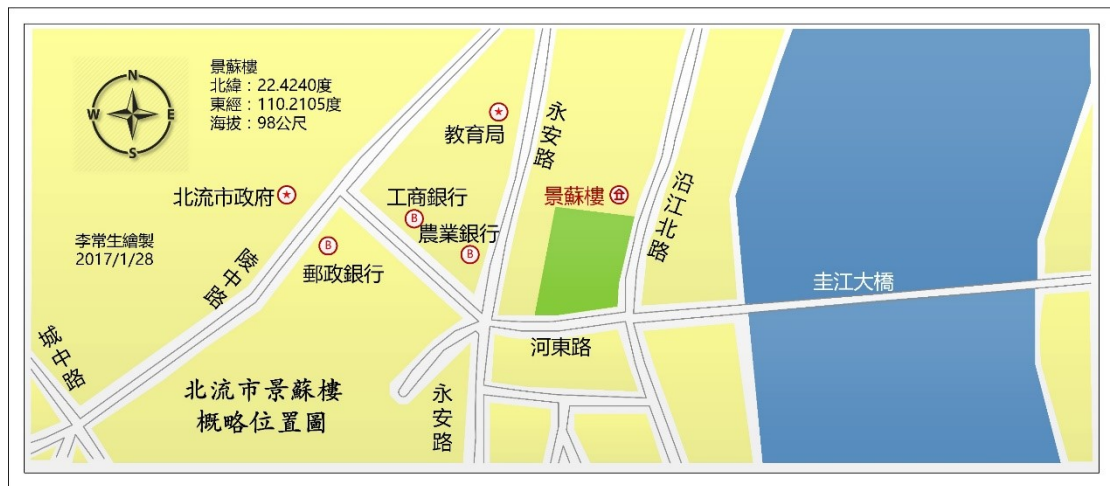 N
W
E
S
景蘇樓
北緯：22.4240度
東經：110.2105度
海拔：98公尺
教育局
永安路
北流市政府
工商銀行
B
景蘇樓
沿江北路
農業銀行
B
李常生繪製
2017/1/28
B
郵政銀行
陵中路
圭江大橋
城中路
河東路
北流市景蘇樓
概略位置圖
永安路